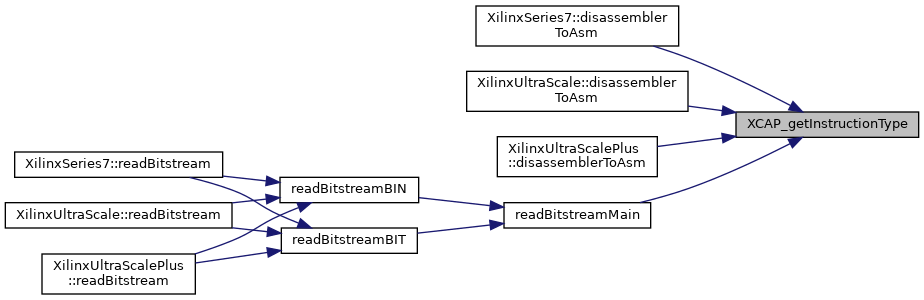 XilinxSeries7::disassembler
ToAsm
XilinxUltraScale::disassembler
ToAsm
XCAP_getInstructionType
XilinxUltraScalePlus
::disassemblerToAsm
XilinxSeries7::readBitstream
readBitstreamBIN
XilinxUltraScale::readBitstream
readBitstreamMain
readBitstreamBIT
XilinxUltraScalePlus
::readBitstream